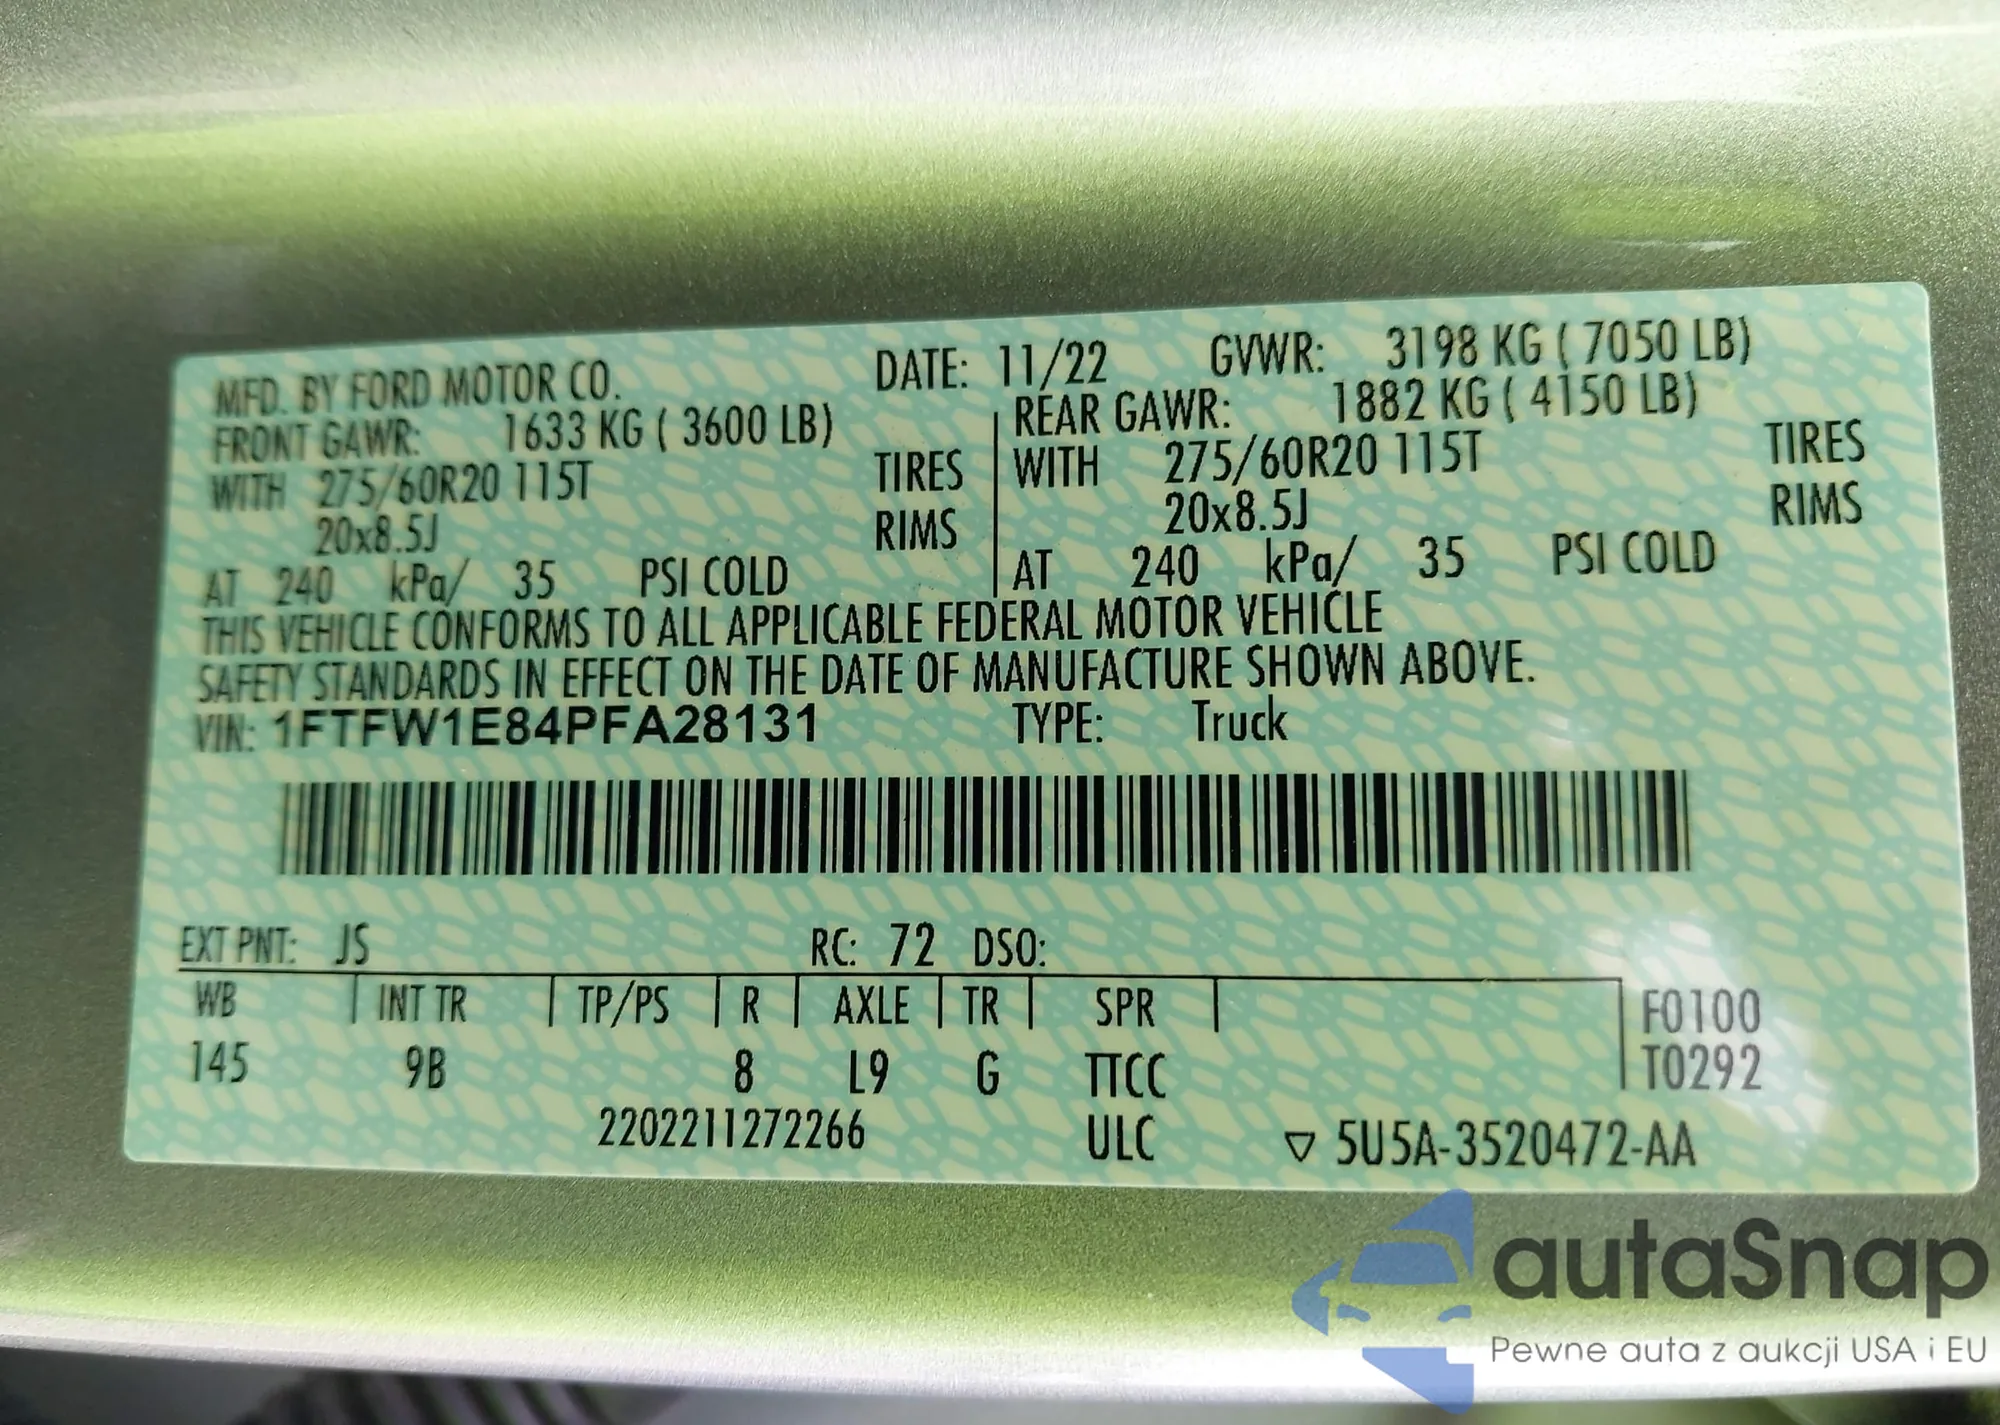 MFD. BY FORD MOTOR CO. DATE: 11/22 GVWR: 3198 KG ( 7050 LB)
FRONT GAWR: 1633 KG ( 3600 LB) REAR GAWR: 1882 KG ( 4150 LB)
WITH 275/60R20 115T TIRES WITH 275/60R20 115T TIRES
20x8.5J RIMS 20x8.5J RIMS
AT 240 kPa/ 35 PSI COLD AT 240 kPa/ 35 PSI COLD
THIS VEHICLE CONFORMS TO ALL APPLICABLE FEDERAL MOTOR VEHICLE
SAFETY STANDARDS IN EFFECT ON THE DATE OF MANUFACTURE SHOWN ABOVE.
VIN: 1FTFW1E84PFA28131 TYPE: Truck
EXT PNT: JS RC: 72 DSO:
WB INT TR TP/PS R AXLE TR SPR F0100
145 9B 8 L9 G TTCC T0292
2202211272266 ULC ▽ 5U5A-3520472-AA
autaSnap
Pewne auta z aukcji USA i EU